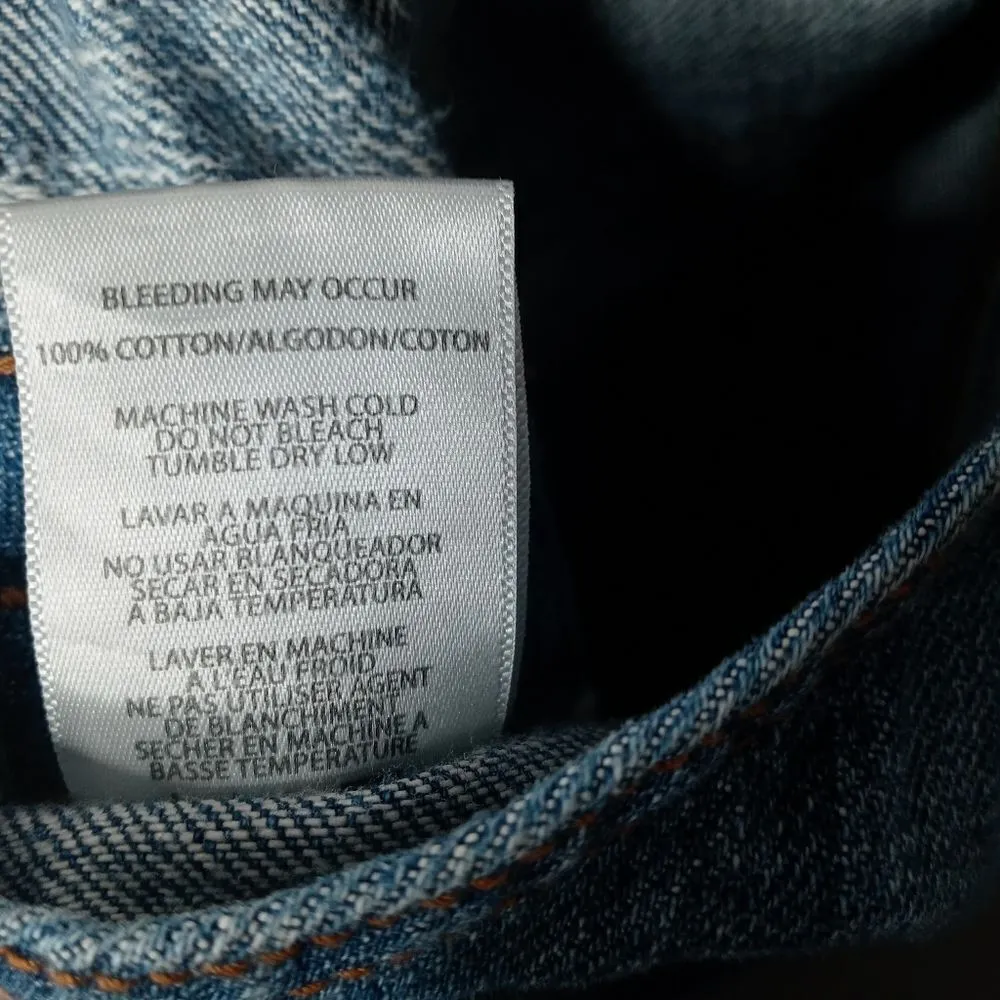 BLEEDING MAY OCCUR
100% COTTON/ALGODON/COTON
MACHINE WASH COLD
DO NOT BLEACH
TUMBLE DRY LOW
LAVAR A MAQUINA EN
AGUA FRIA
NO USAR BLANQUEADOR
SECAR EN SECADORA
A BAJA TEMPERATURA
LAVER EN MACHINE
A L'EAU FROID
NE PAS UTILISER AGENT
DE BLANCHIMENT
SECHER EN MACHINE A
BASSE TEMPERATURE